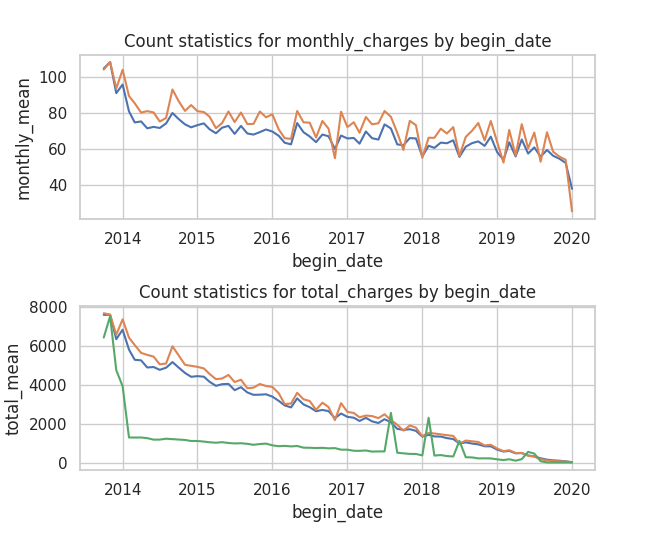 Count statistics for monthly_charges by begin_date
monthly_mean
100
80
60
40
2014 2015 2016 2017 2018 2019 2020
begin_date
Count statistics for total_charges by begin_date
total_mean
8000
6000
4000
2000
0
2014 2015 2016 2017 2018 2019 2020
begin_date